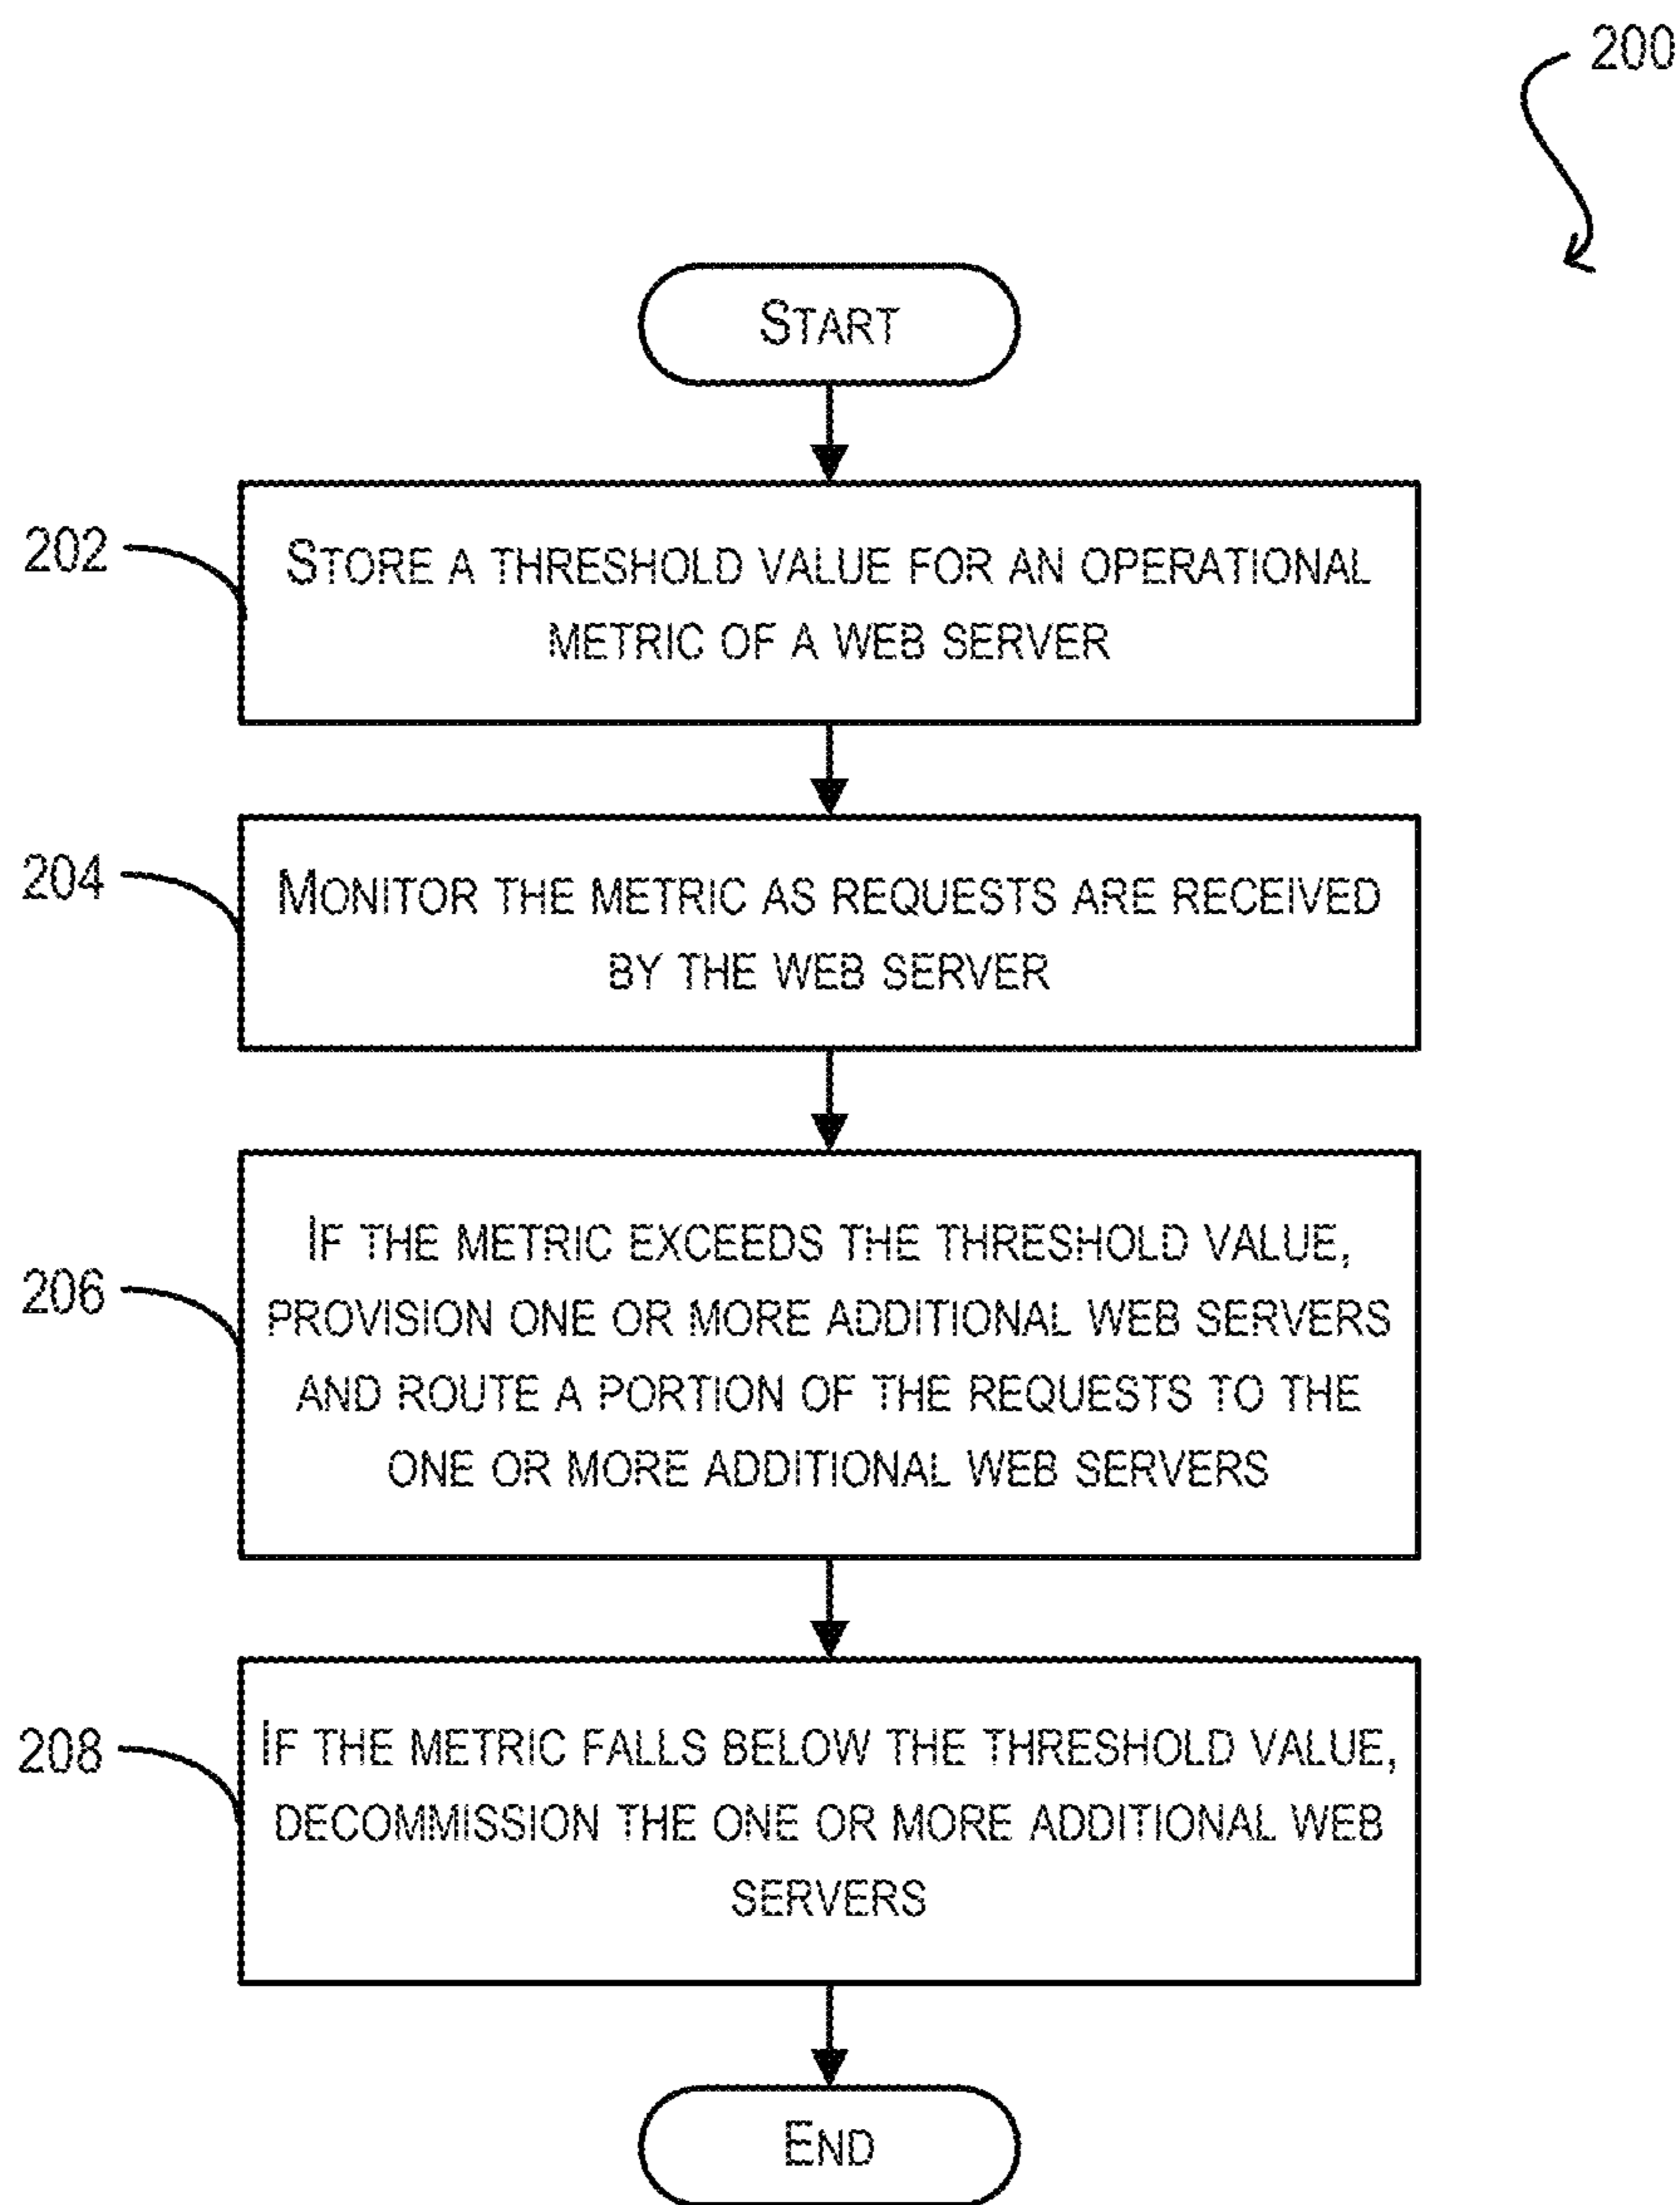 200
START
202
STORE A THRESHOLD VALUE FOR AN OPERATIONAL
METRIC OF A WEB SERVER
204
MONITOR THE METRIC AS REQUESTS ARE RECEIVED
BY THE WEB SERVER
206
IF THE METRIC EXCEEDS THE THRESHOLD VALUE,
PROVISION ONE OR MORE ADDITIONAL WEB SERVERS
AND ROUTE A PORTION OF THE REQUESTS TO THE
ONE OR MORE ADDITIONAL WEB SERVERS
208
IF THE METRIC FALLS BELOW THE THRESHOLD VALUE,
DECOMMISSION THE ONE OR MORE ADDITIONAL WEB
SERVERS
END